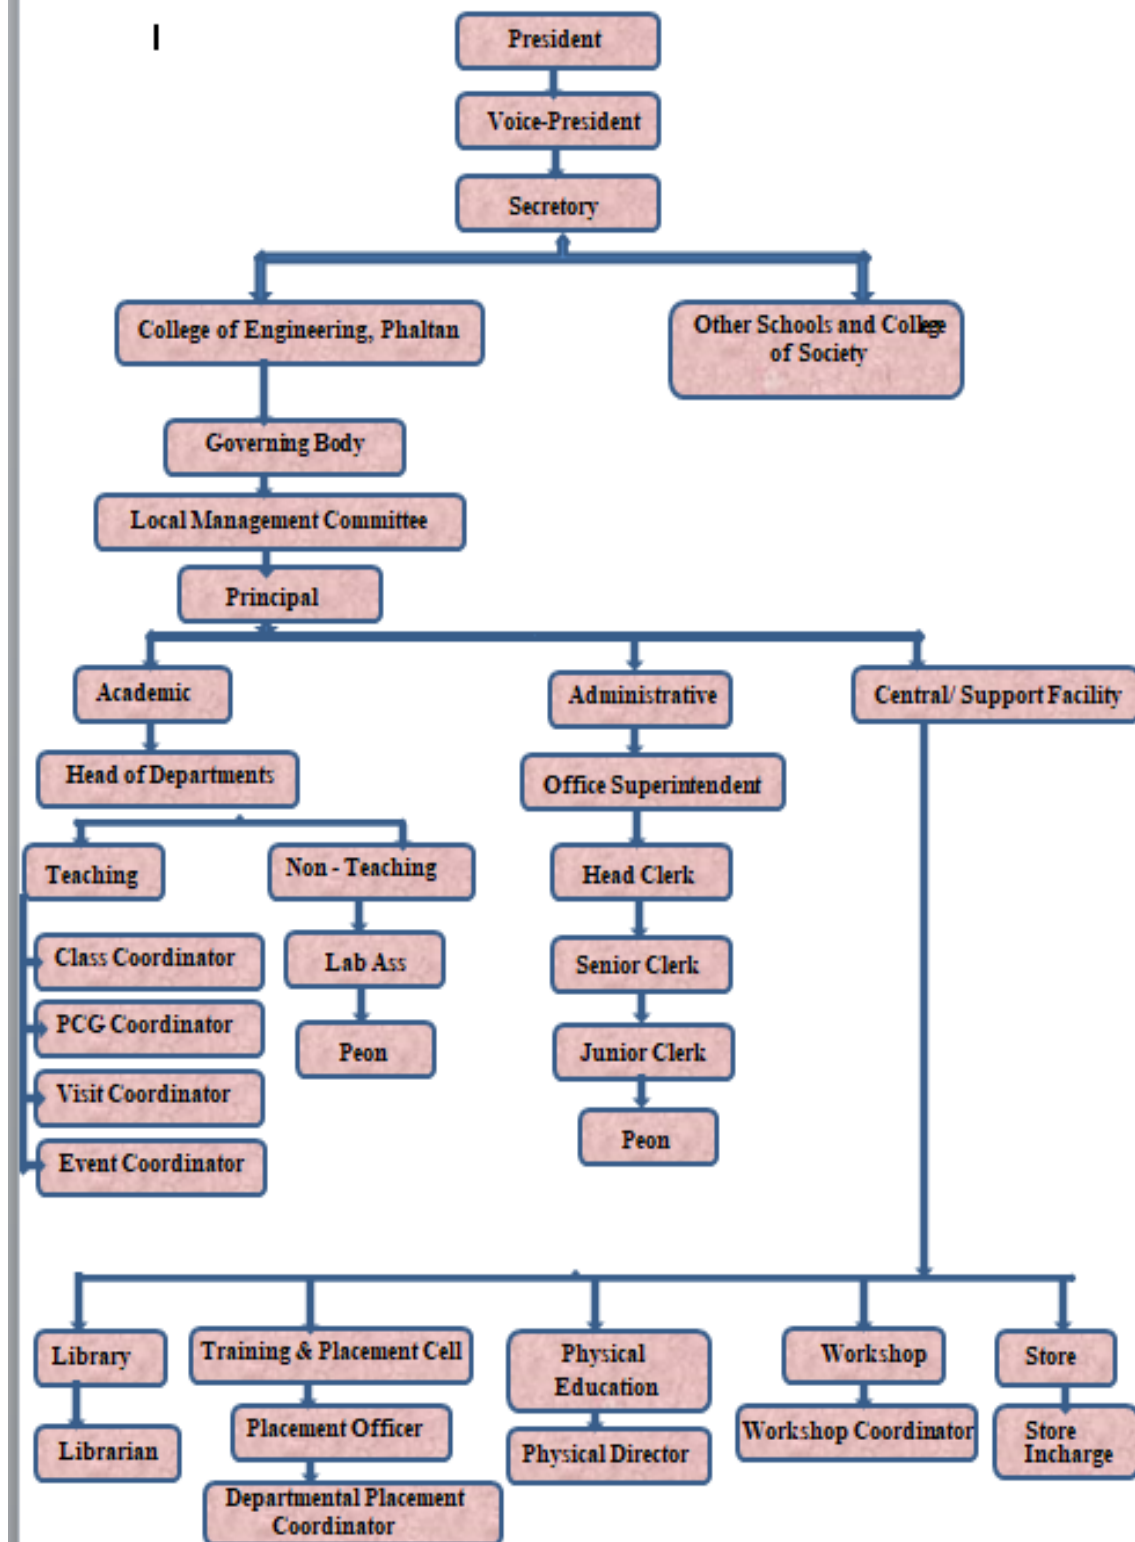 I
President
Voice-President
Secretory
College of Engineering, Phaltan
Other Schools and College
of Society
Governing Body
Local Management Committee
Principal
Academic
Administrative
Central/ Support Facility
Head of Departments
Office Superintendent
Teaching
Non - Teaching
Head Clerk
Class Coordinator
Lab Ass
Senior Clerk
PCG Coordinator
Peon
Junior Clerk
Visit Coordinator
Peon
Event Coordinator
Library
Training & Placement Cell
Physical
Education
Workshop
Store
Librarian
Placement Officer
Physical Director
Workshop Coordinator
Store
Incharge
Departmental Placement
Coordinator